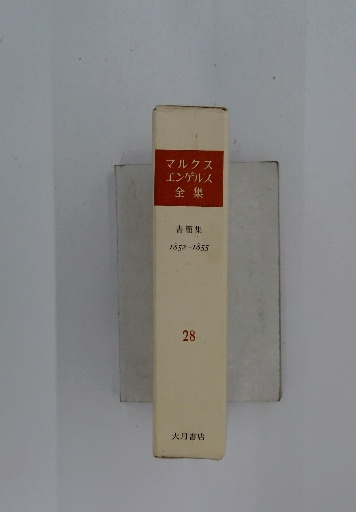 マルクス
エンゲルス
全集
書簡集
1852-1855
28
大月書店